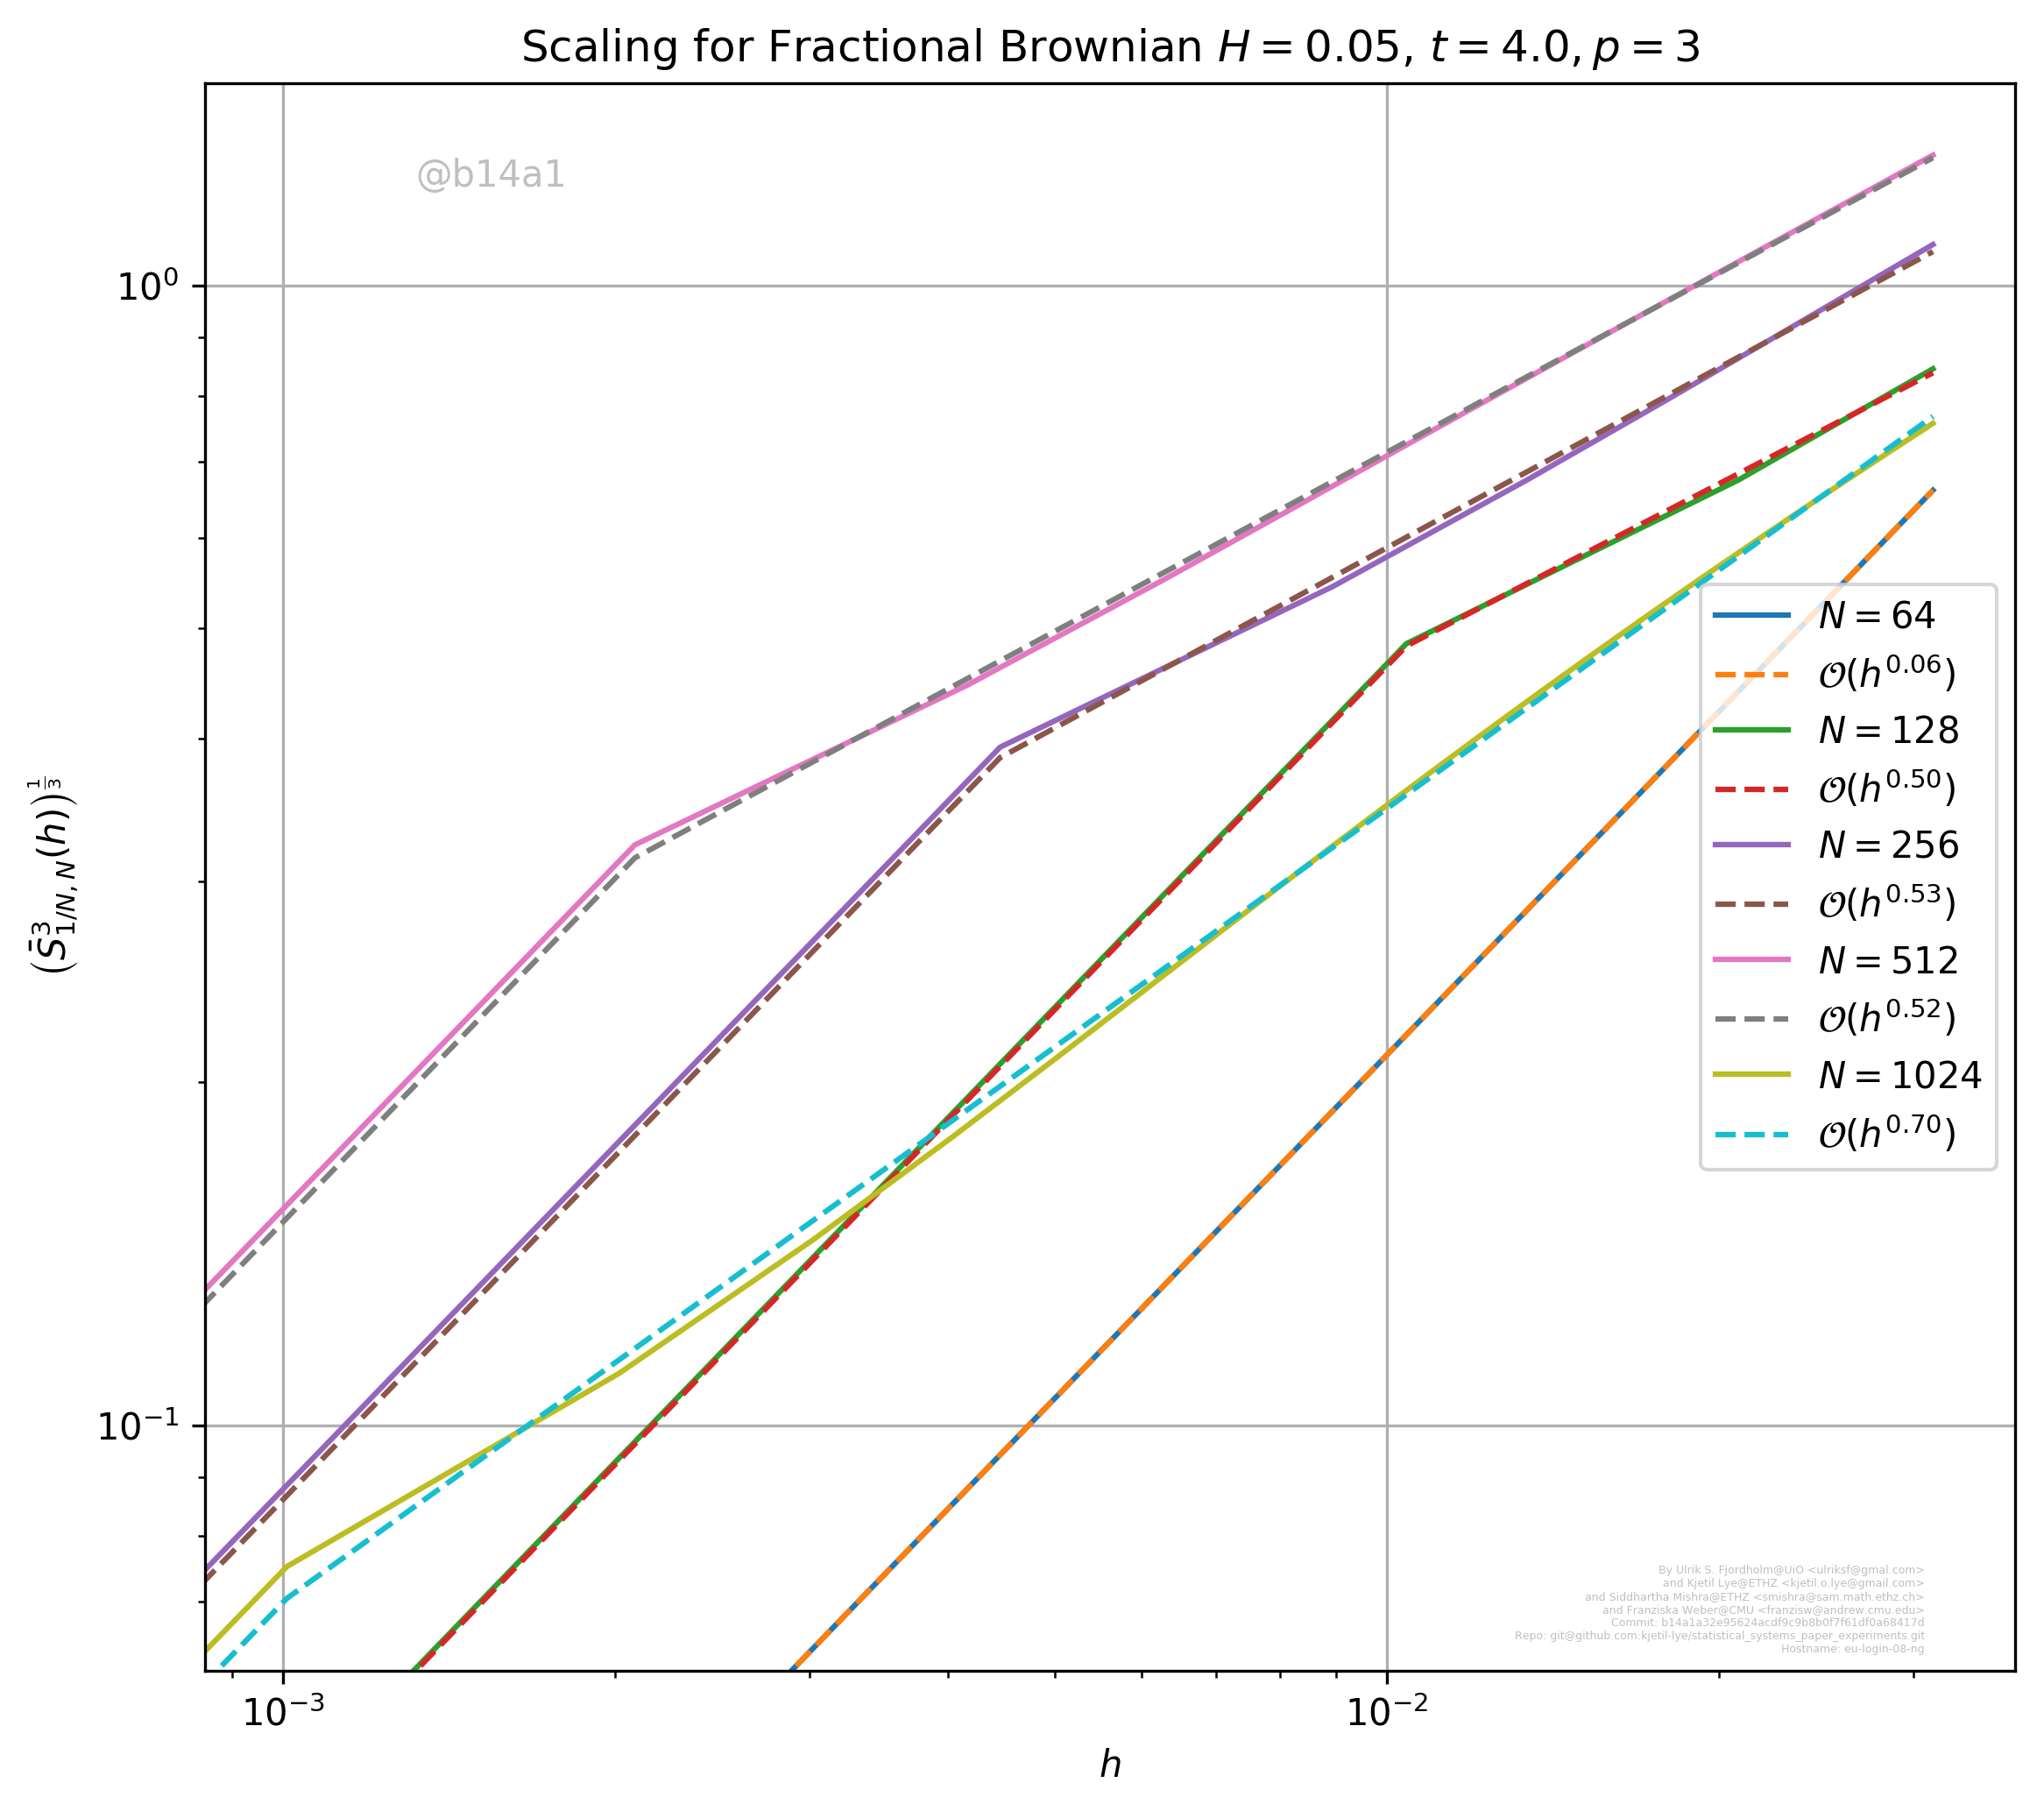 Scaling for Fractional Brownian H = 0.05, t = 4.0, p = 3
@b14a1
10⁰
10⁻¹
(S̄³_{1/N, N}(h))^{1/3}
N = 64
𝒪(h^{0.06})
N = 128
𝒪(h^{0.50})
N = 256
𝒪(h^{0.53})
N = 512
𝒪(h^{0.52})
N = 1024
𝒪(h^{0.70})
By Ulrik S. Fjordholm@UiO <ulriksf@gmal.com>
and Kjetil Lye@ETHZ <kjetil.o.lye@gmail.com>
and Siddhartha Mishra@ETHZ <smishra@sam.math.ethz.ch>
and Franziska Weber@CMU <franzisw@andrew.cmu.edu>
Commit: b14a1a32e95624acdf9c9b8b0f7f61df0a68417d
Repo: git@github.com:kjetil-lye/statistical_systems_paper_experiments.git
Hostname: eu-login-08-ng
10⁻³
10⁻²
h